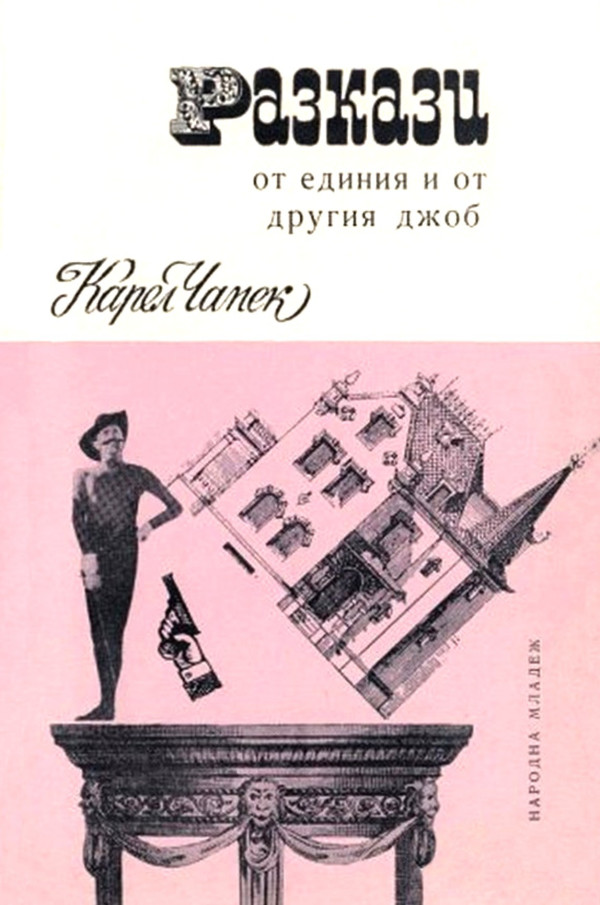 Разкази
от единия и от
другия джоб
Карел Чапек
НАРОДНА МЛАДЕЖ